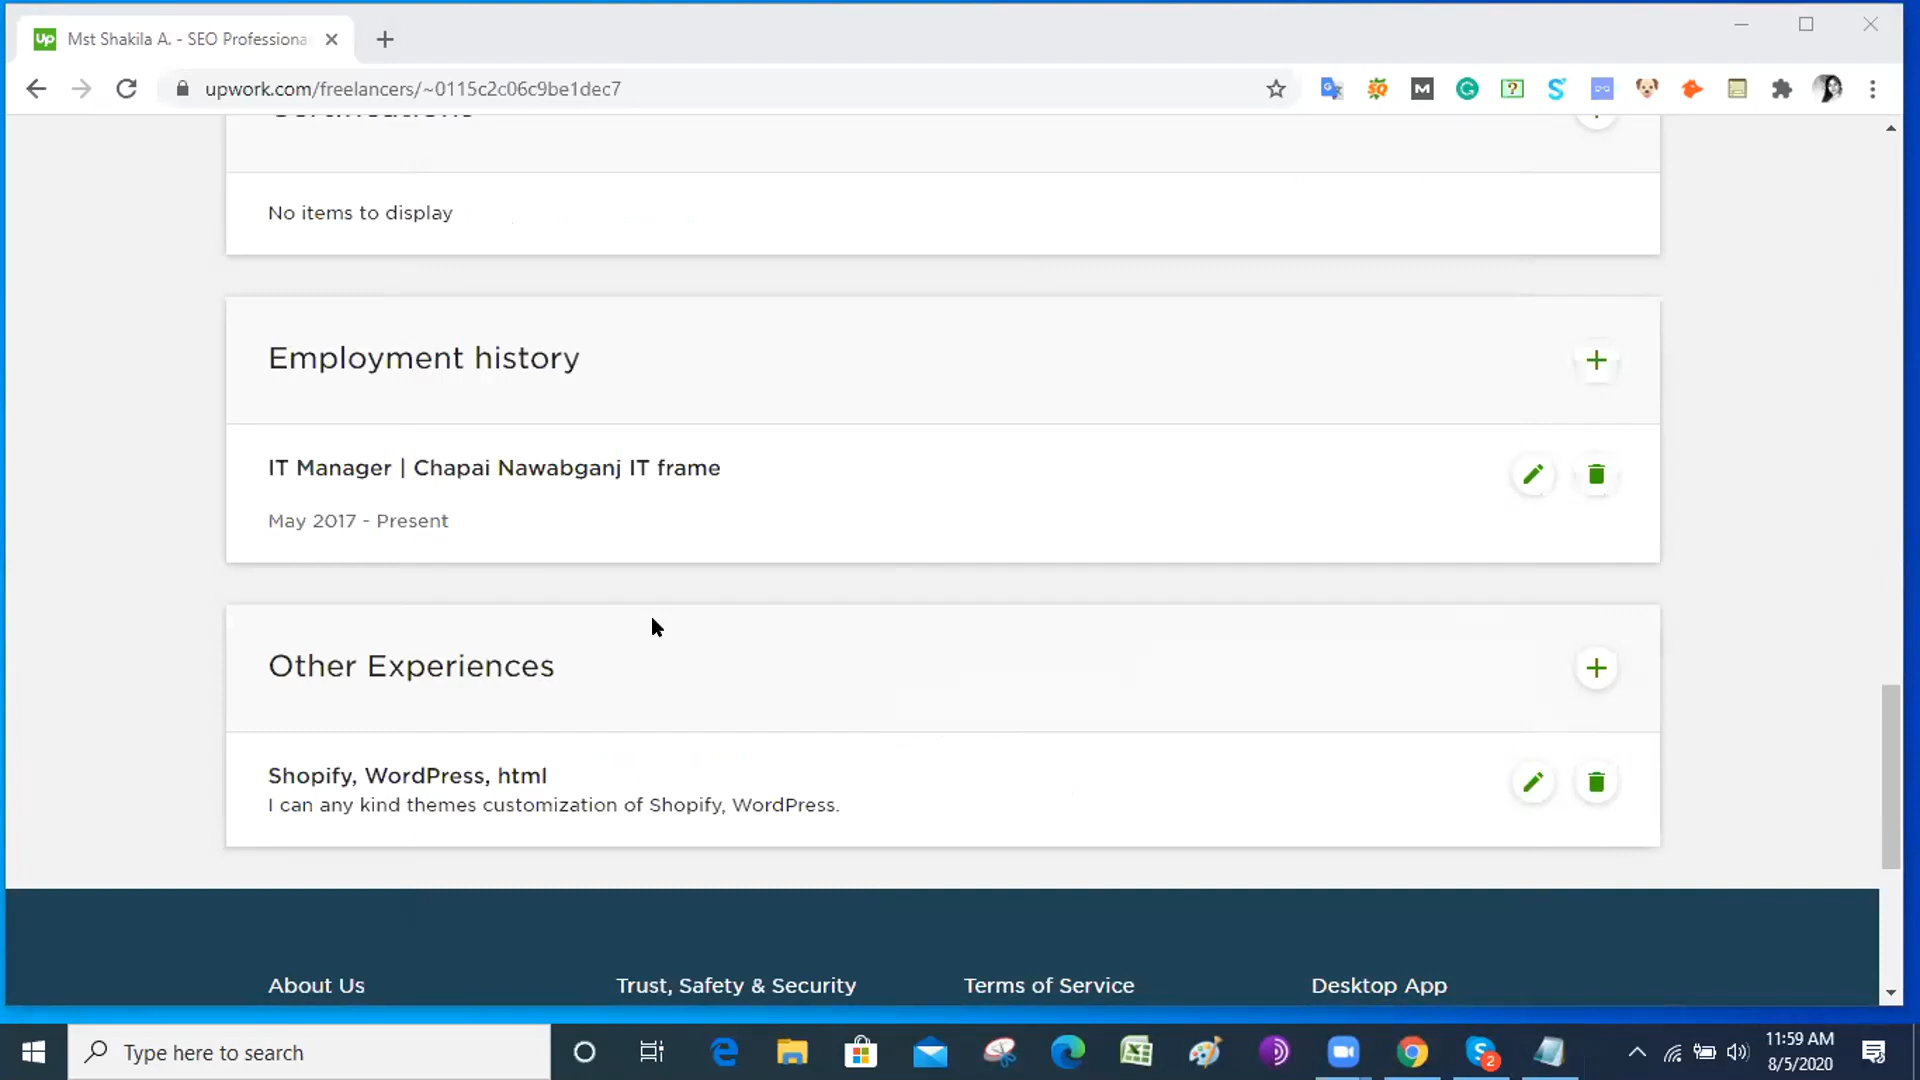 Up Mst Shakila A. - SEO Professiona
upwork.com/freelancers/~0115c2c06c9be1dec7
No items to display
Employment history
IT Manager | Chapai Nawabganj IT frame
May 2017 - Present
Other Experiences
Shopify, WordPress, html
I can any kind themes customization of Shopify, WordPress.
About Us
Trust, Safety & Security
Terms of Service
Desktop App
Type here to search
2
11:59 AM
8/5/2020